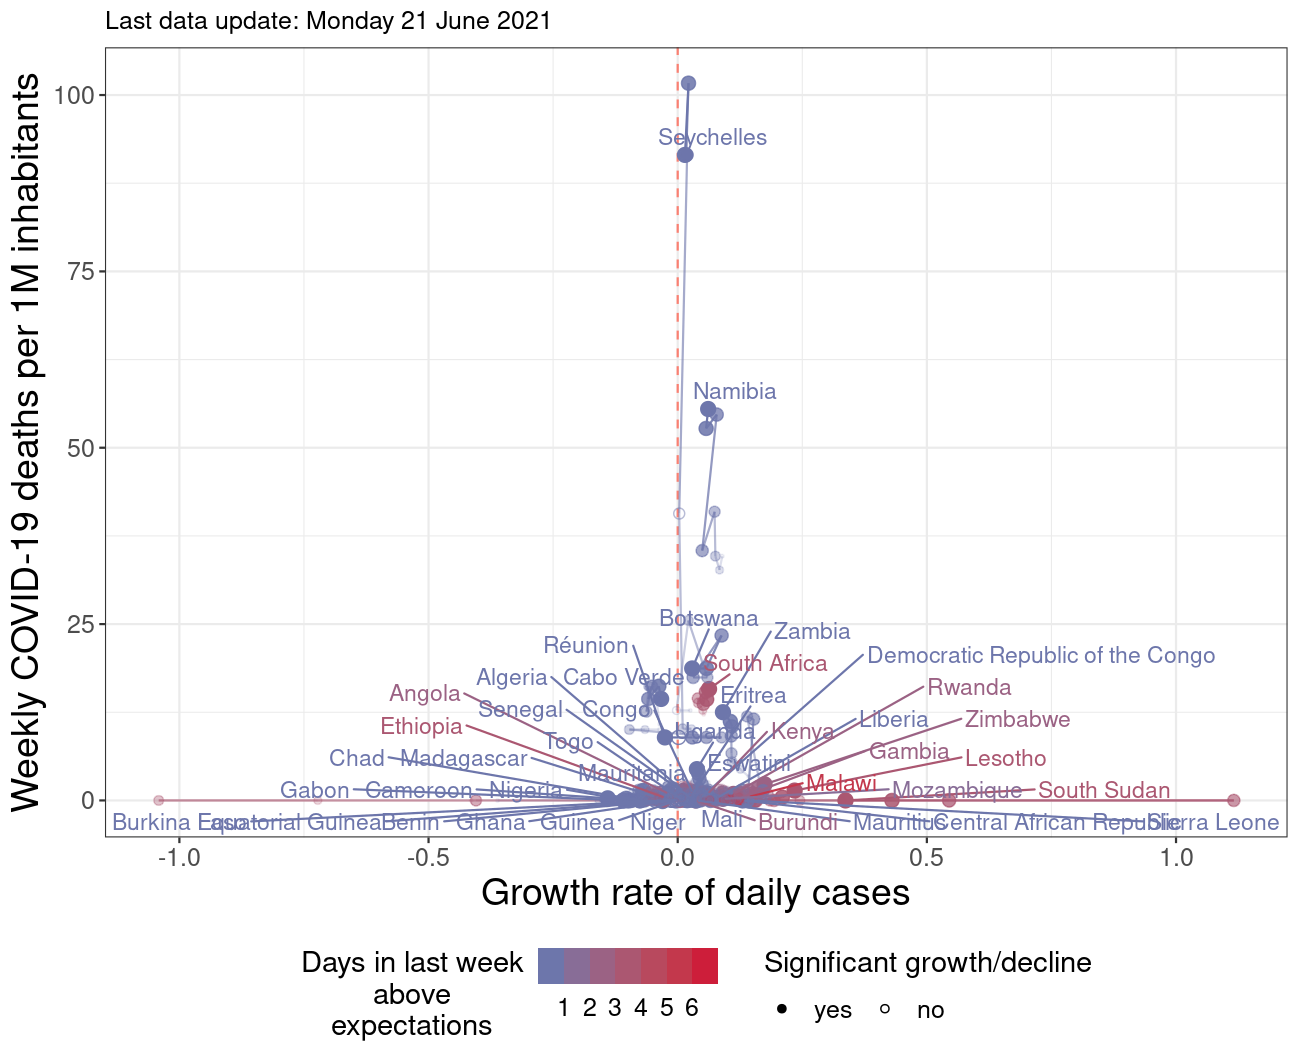 Last data update: Monday 21 June 2021
Weekly COVID-19 deaths per 1M inhabitants
100
75
50
25
0
Seychelles
Namibia
Botswana
Zambia
Réunion
Democratic Republic of the Congo
South Africa
Algeria
Cabo Verde
Angola
Rwanda
Eritrea
Senegal
Congo
Liberia
Zimbabwe
Ethiopia
Uganda
Kenya
Togo
Gambia
Chad
Madagascar
Eswatini
Lesotho
Mauritania
Malawi
Gabon
Cameroon
Nigeria
Mozambique
South Sudan
Burkina Faso
Equatorial Guinea
Benin
Ghana
Guinea
Niger
Mali
Burundi
Mauritius
Central African Republic
Sierra Leone
-1.0
-0.5
0.0
0.5
1.0
Growth rate of daily cases
Days in last week
above
expectations
1 2 3 4 5 6
Significant growth/decline
yes
no